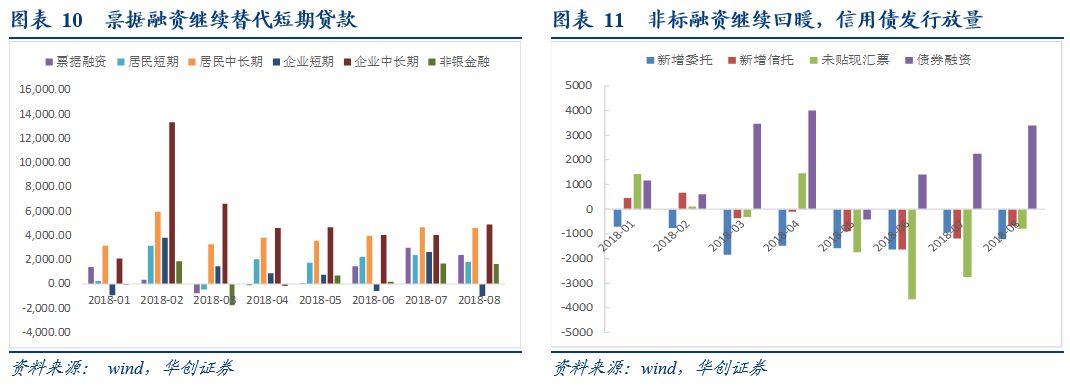 图表 10 票据融资继续替代短期贷款
票据融资 居民短期 居民中长期 企业短期 企业中长期 非银金融
16,000.00
14,000.00
12,000.00
10,000.00
8,000.00
6,000.00
4,000.00
2,000.00
0.00
-2,000.00
-4,000.00
2018-01 2018-02 2018-03 2018-04 2018-05 2018-06 2018-07 2018-08
资料来源: wind，华创证券
图表 11 非标融资继续回暖，信用债发行放量
新增委托 新增信托 未贴现汇票 债券融资
5000
4000
3000
2000
1000
0
-1000
-2000
-3000
-4000
-5000
2018-01 2018-02 2018-03 2018-04 2018-05 2018-06 2018-07 2018-08
资料来源: wind，华创证券